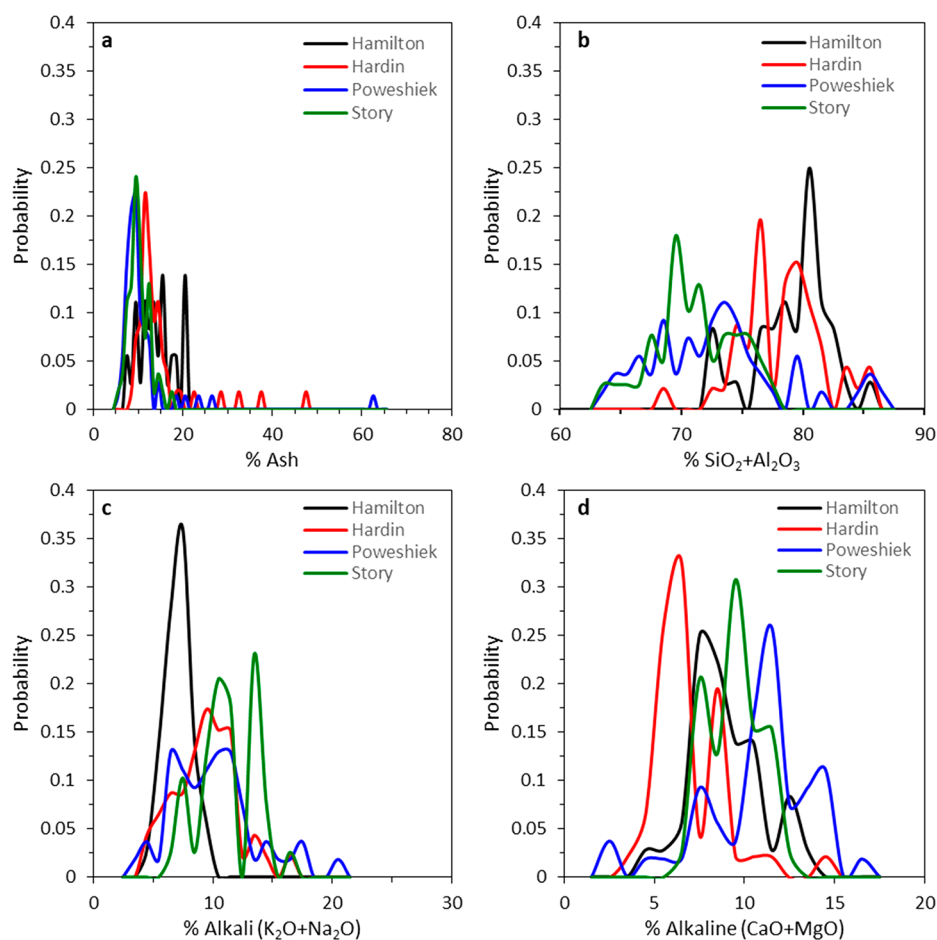 a
0.4
0.35
0.3
0.25
0.2
0.15
0.1
0.05
0
Probability
Hamilton
Hardin
Poweshiek
Story
0 20 40 60 80
% Ash
b
0.4
0.35
0.3
0.25
0.2
0.15
0.1
0.05
0
Probability
Hamilton
Hardin
Poweshiek
Story
60 70 80 90
% SiO₂+Al₂O₃
c
0.4
0.35
0.3
0.25
0.2
0.15
0.1
0.05
0
Probability
Hamilton
Hardin
Poweshiek
Story
0 10 20 30
% Alkali (K₂O+Na₂O)
d
0.4
0.35
0.3
0.25
0.2
0.15
0.1
0.05
0
Probability
Hamilton
Hardin
Poweshiek
Story
0 5 10 15 20
% Alkaline (CaO+MgO)